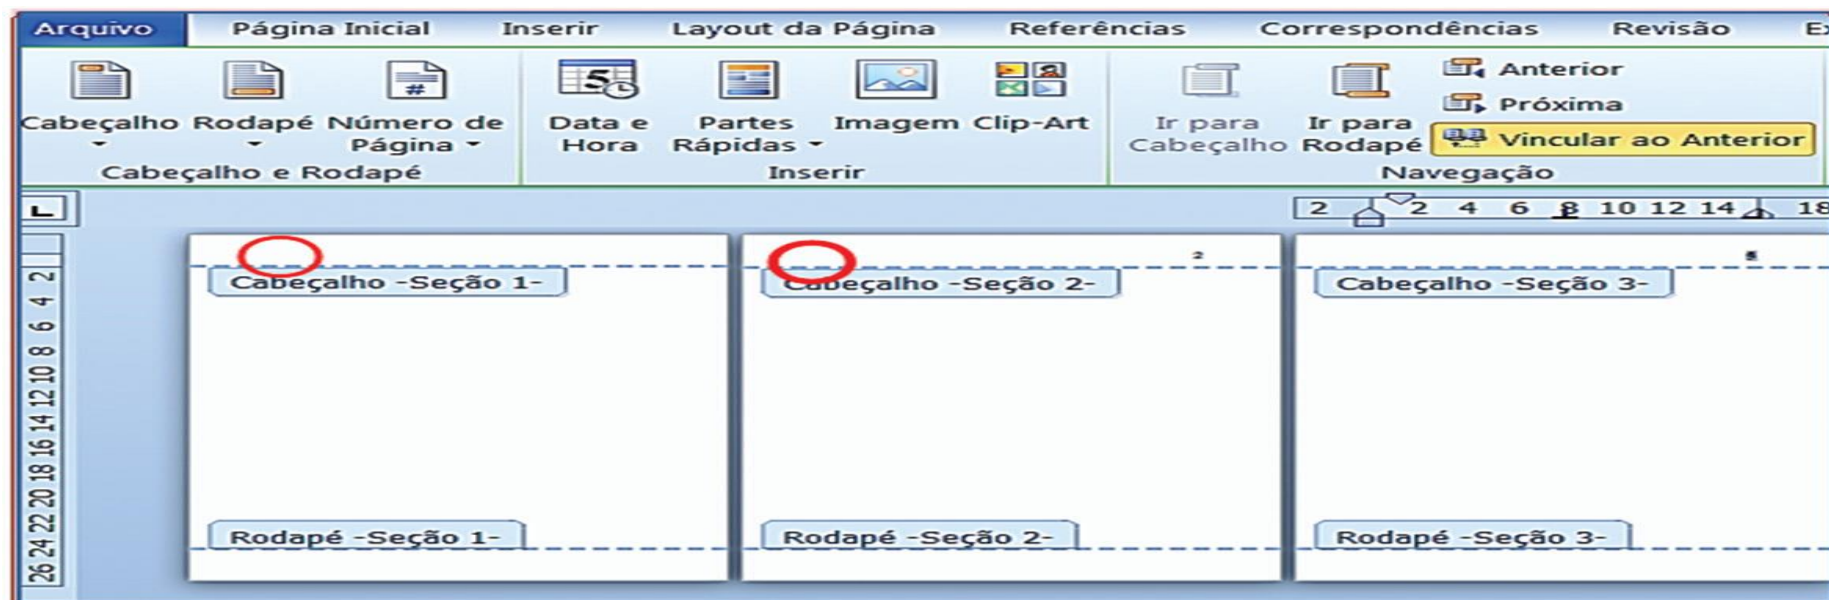 Arquivo Página Inicial Inserir Layout da Página Referências Correspondências Revisão
Cabeçalho
Rodapé
Número de
Página
Cabeçalho e Rodapé
5
Data e
Hora
Partes
Rápidas
Imagem
Clip-Art
Inserir
Ir para
Cabeçalho
Ir para
Rodapé
Anterior
Próxima
Vincular ao Anterior
Navegação
2 2 4 6 8 10 12 14 18
2 4 6 8 10 12 14 16 18 20 22 24 26
Cabeçalho -Seção 1-
Rodapé -Seção 1-
2
Cabeçalho -Seção 2-
Rodapé -Seção 2-
Cabeçalho -Seção 3-
Rodapé -Seção 3-